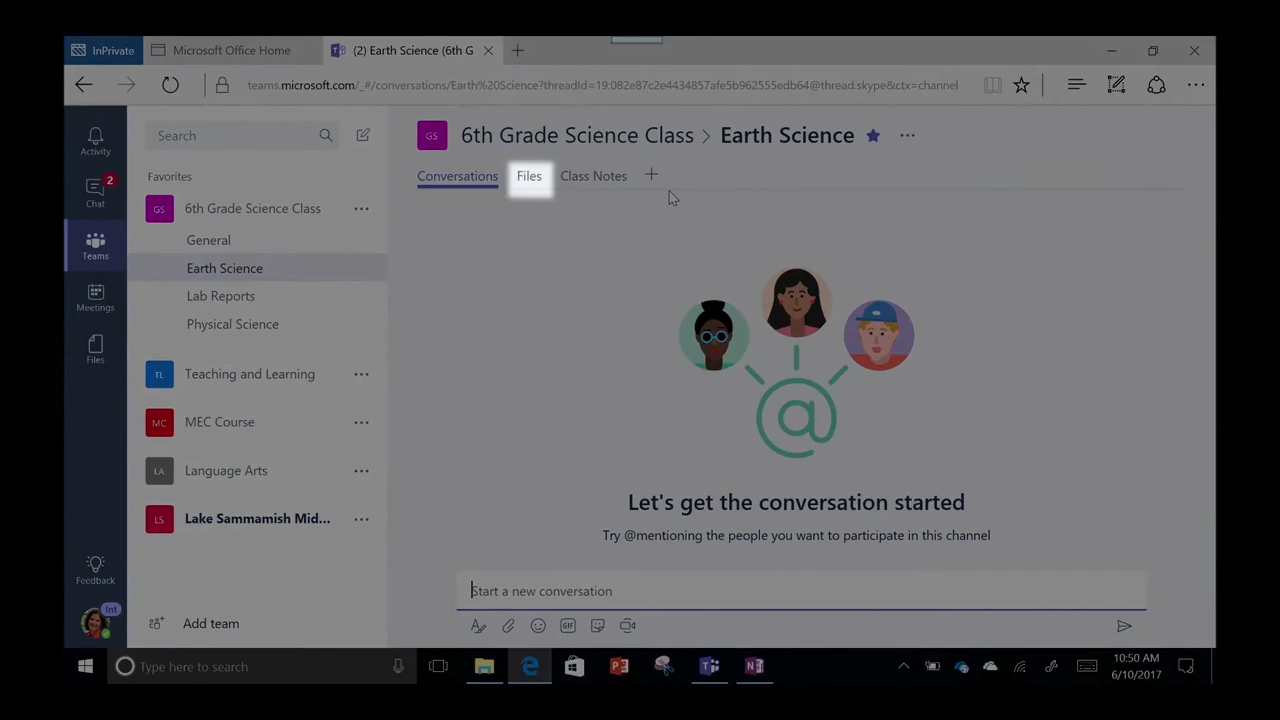 InPrivate
Microsoft Office Home
(2) Earth Science (6th G
teams.microsoft.com/_#/conversations/Earth%20Science?threadId=19:082e87c2e4434857afe5b962555edb64@thread.skype&ctx=channel
Activity
Chat
2
Teams
Meetings
Files
Feedback
Int
Search
Favorites
GS 6th Grade Science Class
General
Earth Science
Lab Reports
Physical Science
TL Teaching and Learning
MC MEC Course
LA Language Arts
LS Lake Sammamish Mid...
Add team
GS 6th Grade Science Class > Earth Science
Conversations Files Class Notes
@
Let's get the conversation started
Try @mentioning the people you want to participate in this channel
Start a new conversation
GIF
Type here to search
10:50 AM
6/10/2017